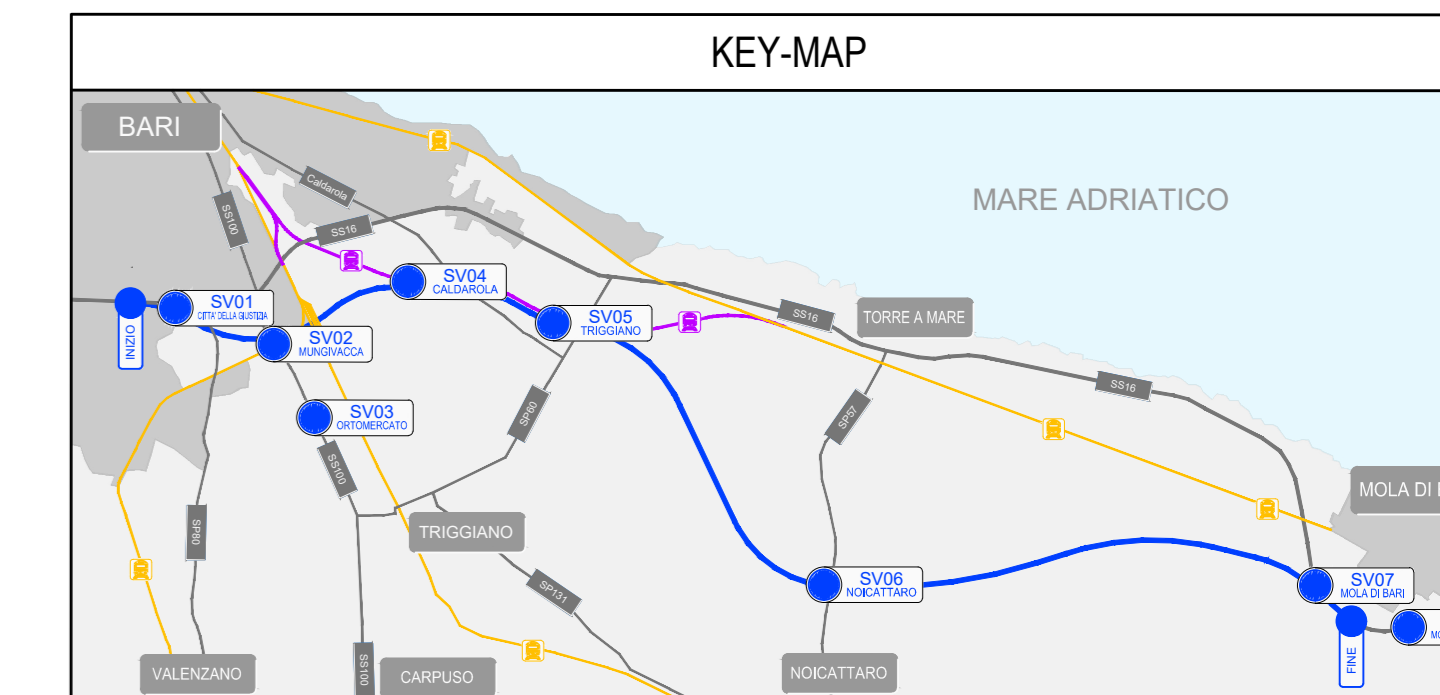 KEY-MAP
BARI
Caldarola
MARE ADRIATICO
SS100
SS16
SV04
CALDAROLA
SV01
CITTA' DELLA GIUSTIZIA
SV05
TRIGGIANO
SS16
TORRE A MARE
INIZIO
SV02
MUNGIVACCA
SS16
SV03
ORTOMERCATO
SP60
SP57
SS100
MOLA DI
SP80
TRIGGIANO
SV06
NOICATTARO
SV07
MOLA DI BARI
SP131
MO
FINE
SS100
VALENZANO
CARPUSO
NOICATTARO